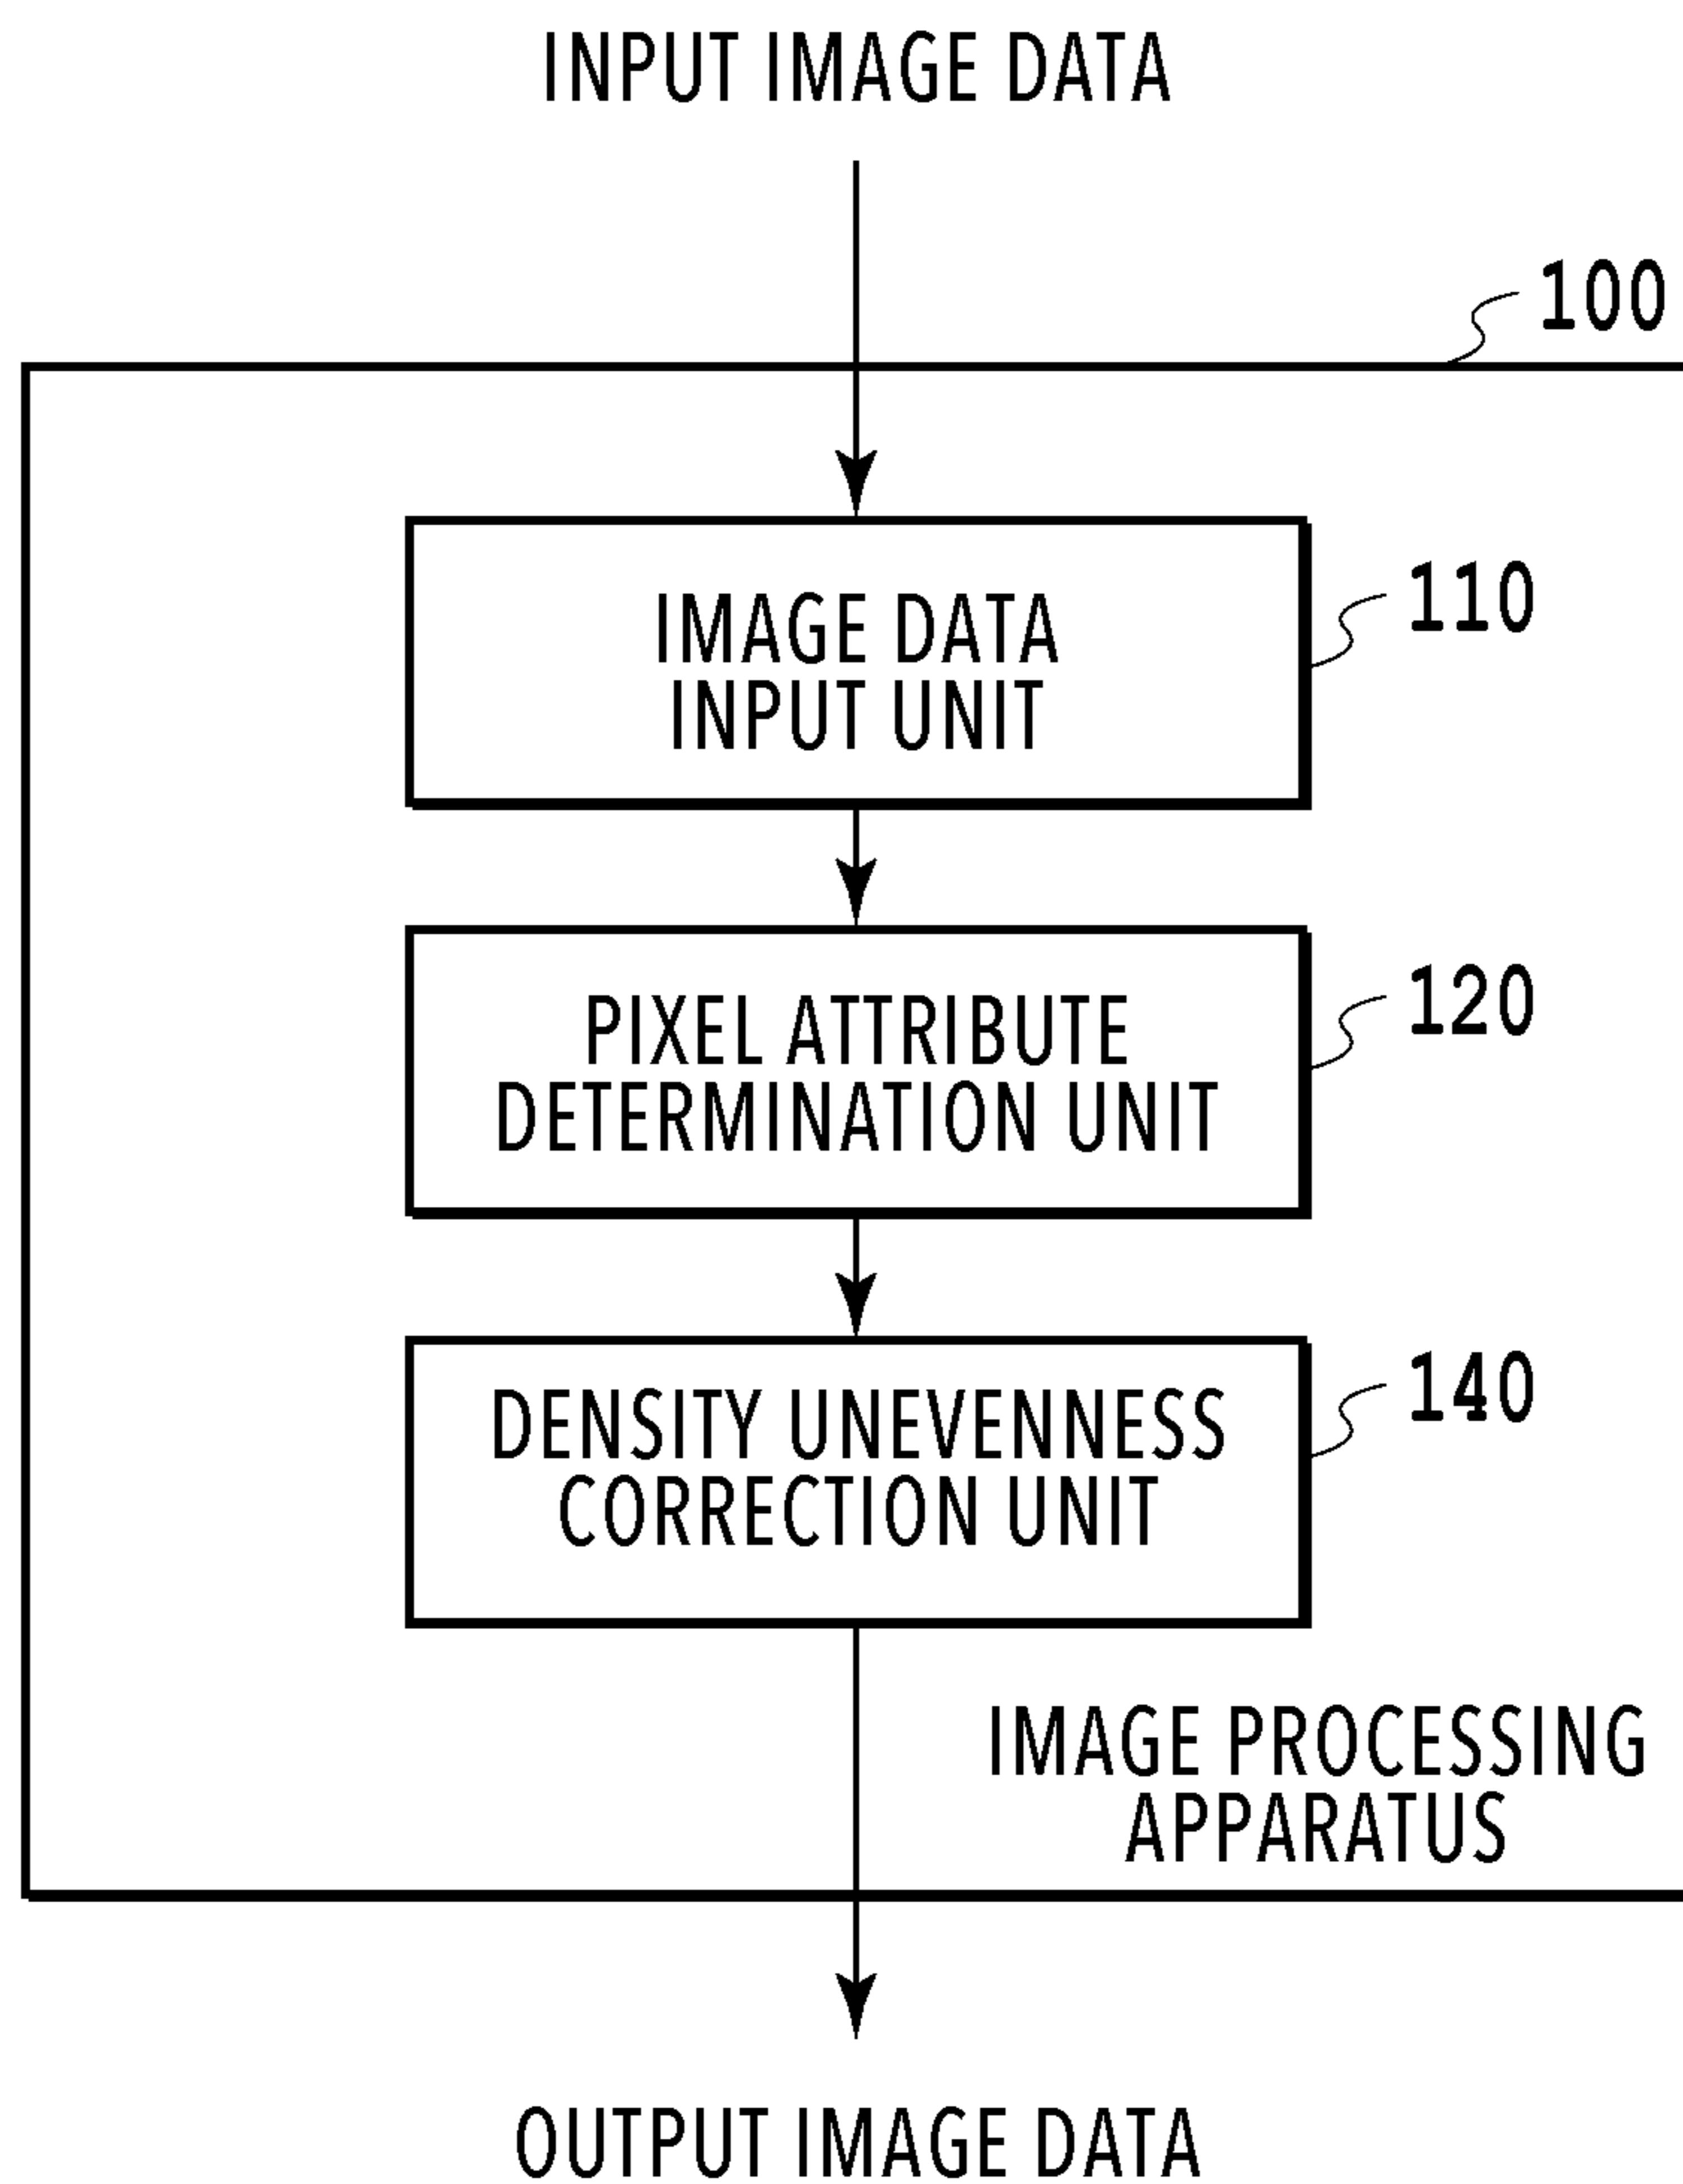 INPUT IMAGE DATA
100
IMAGE DATA
INPUT UNIT
110
PIXEL ATTRIBUTE
DETERMINATION UNIT
120
DENSITY UNEVENNESS
CORRECTION UNIT
140
IMAGE PROCESSING
APPARATUS
OUTPUT IMAGE DATA